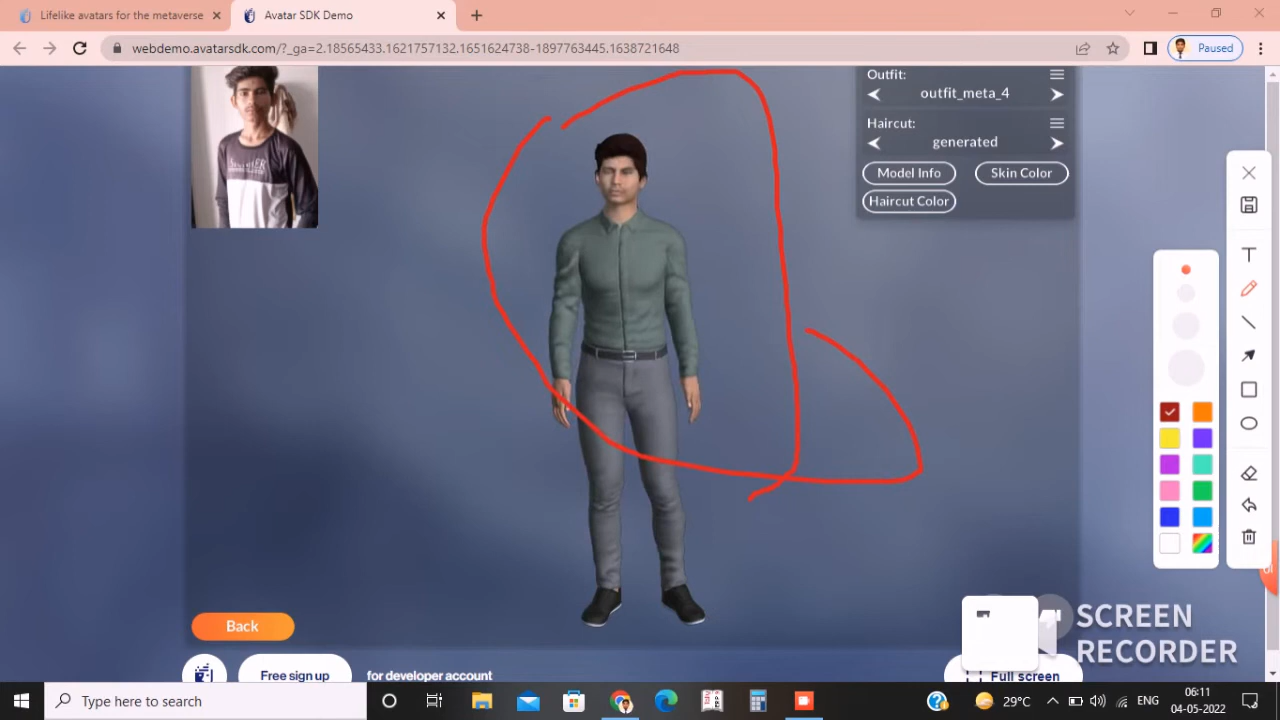 Lifelike avatars for the metaverse
Avatar SDK Demo
webdemo.avatarsdk.com/?_ga=2.18565433.1621757132.1651624738-1897763445.1638721648
Paused
Outfit:
outfit_meta_4
Haircut:
generated
Model Info
Skin Color
Haircut Color
T
Back
SCREEN
RECORDER
Free sign up
for developer account
Full screen
Type here to search
29°C
ENG
06:11
04-05-2022